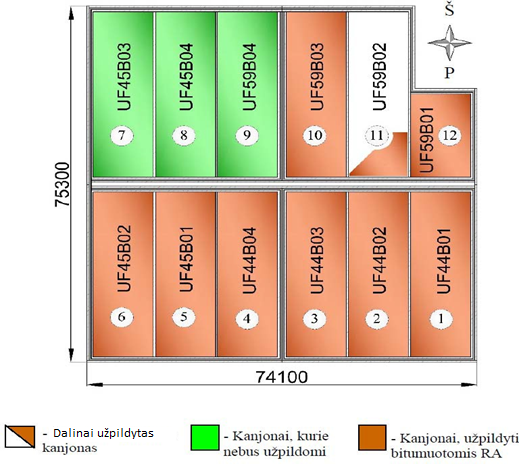 Š
P
UF45B03
UF45B04
UF59B04
UF59B03
UF59B02
UF59B01
7
8
9
10
11
12
75300
UF45B02
UF45B01
UF44B04
UF44B03
UF44B02
UF44B01
6
5
4
3
2
1
74100
- Dalinai užpildytas
kanjonas
- Kanjonai, kurie
nebus užpildomi
- Kanjonai, užpildyti
bitumuotomis RA